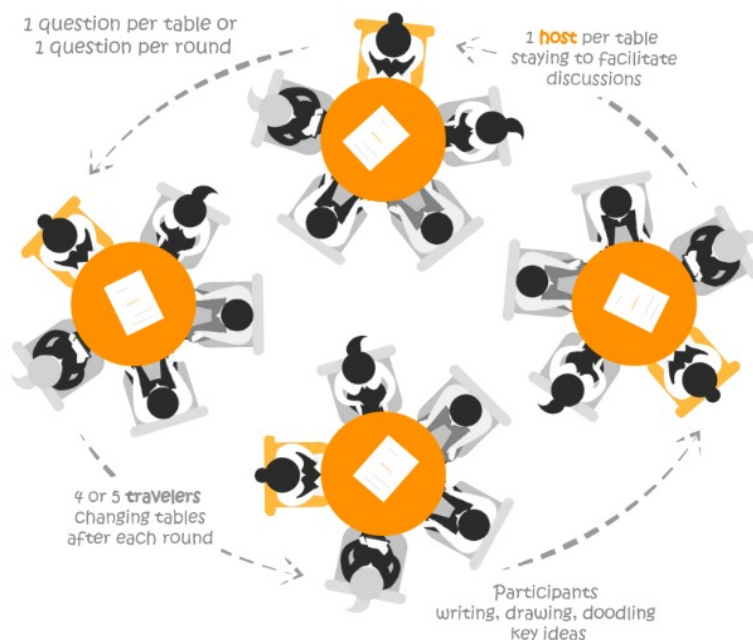 1 question per table or
1 question per round
1 host per table
staying to facilitate
discussions
4 or 5 travelers
changing tables
after each round
Participants
writing, drawing, doodling
key ideas